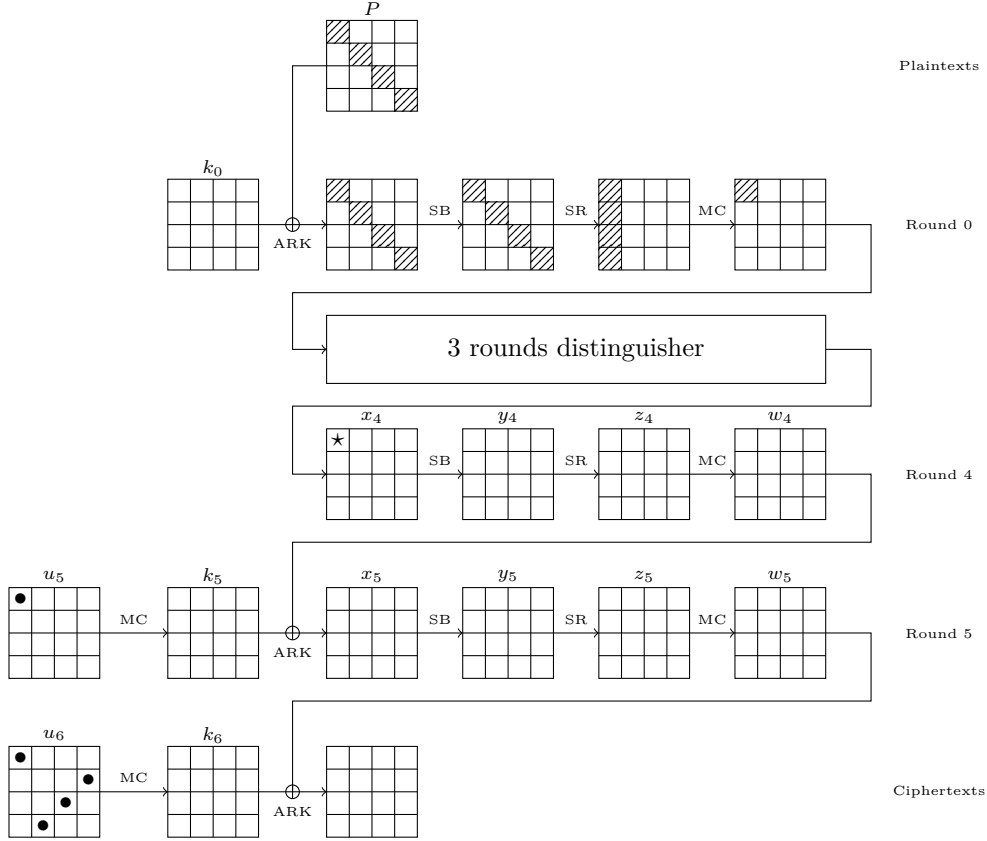 P
Plaintexts
k0
SB SR MC
ARK
Round 0
3 rounds distinguisher
x4 y4 z4 w4
⋆
SB SR MC
Round 4
u5 k5 x5 y5 z5 w5
MC SB SR MC
ARK
Round 5
u6 k6
MC
ARK
Ciphertexts